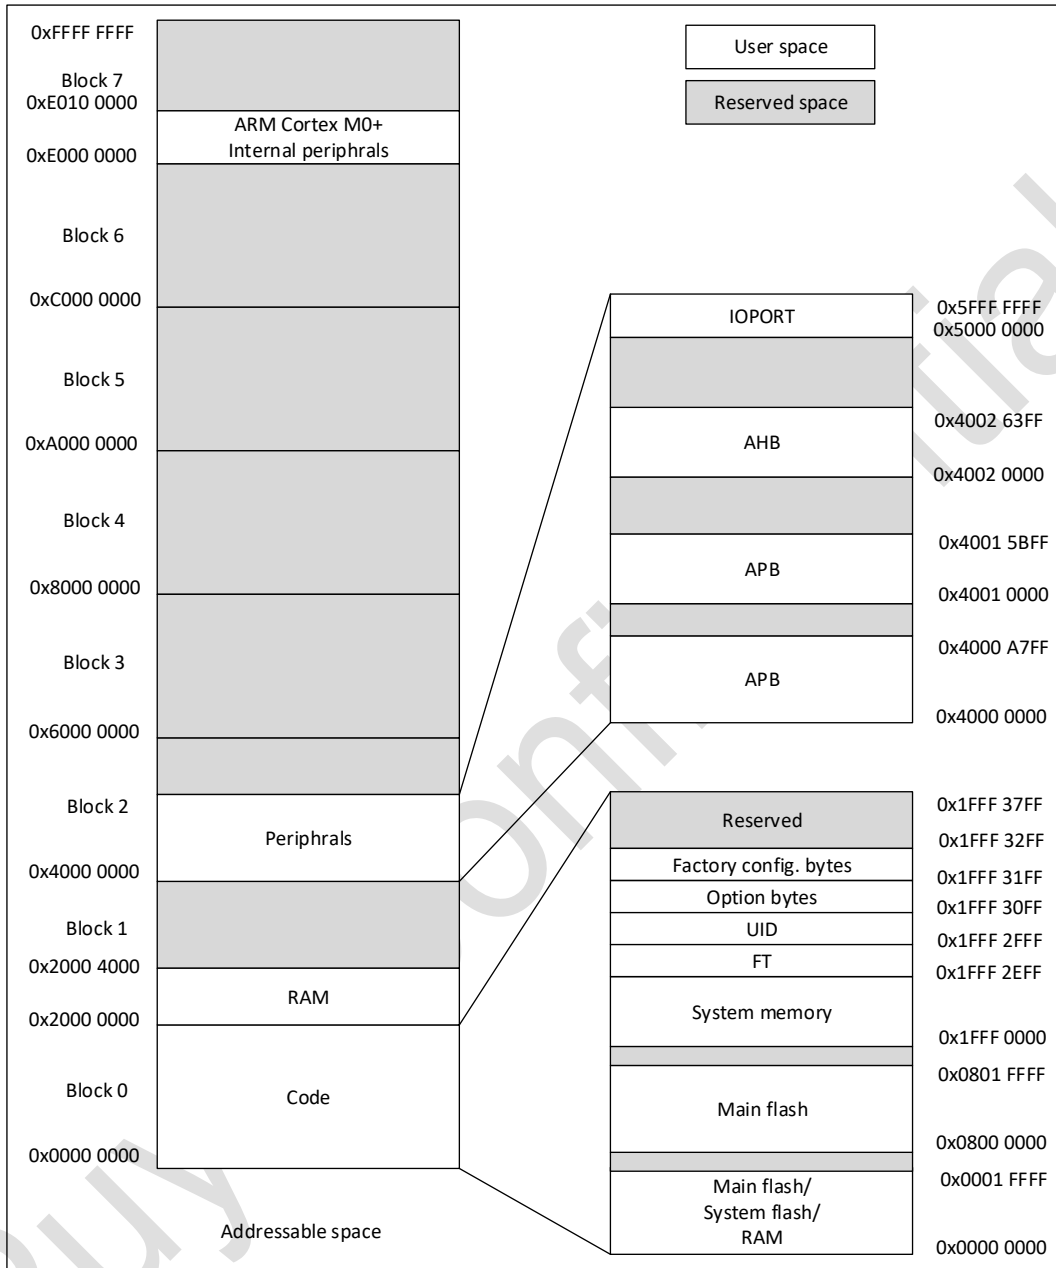 0xFFFF FFFF
Block 7
0xE010 0000
ARM Cortex M0+
Internal periphrals
0xE000 0000
Block 6
0xC000 0000
Block 5
0xA000 0000
Block 4
0x8000 0000
Block 3
0x6000 0000
Block 2
Periphrals
0x4000 0000
Block 1
0x2000 4000
RAM
0x2000 0000
Block 0
Code
0x0000 0000
Addressable space
User space
Reserved space
IOPORT
0x5FFF FFFF
0x5000 0000
0x4002 63FF
AHB
0x4002 0000
0x4001 5BFF
APB
0x4001 0000
0x4000 A7FF
APB
0x4000 0000
0x1FFF 37FF
Reserved
0x1FFF 32FF
Factory config. bytes
0x1FFF 31FF
Option bytes
0x1FFF 30FF
UID
0x1FFF 2FFF
FT
0x1FFF 2EFF
System memory
0x1FFF 0000
0x0801 FFFF
Main flash
0x0800 0000
0x0001 FFFF
Main flash/
System flash/
RAM
0x0000 0000